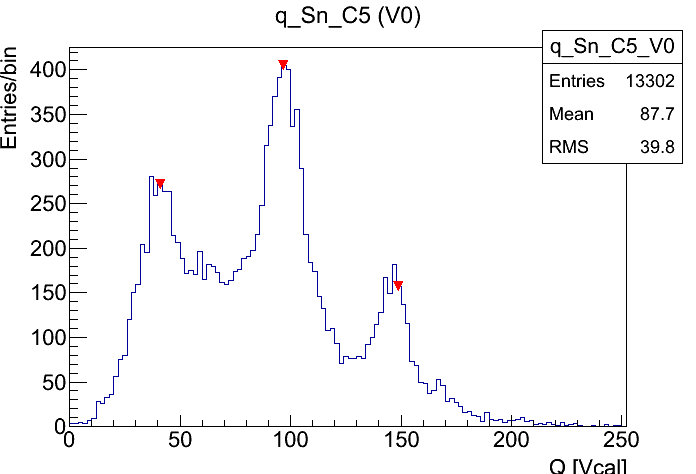 q_Sn_C5 (V0)
q_Sn_C5_V0
Entries 13302
Mean 87.7
RMS 39.8
Entries/bin
400
350
300
250
200
150
100
50
0
0 50 100 150 200 250
Q [Vcal]